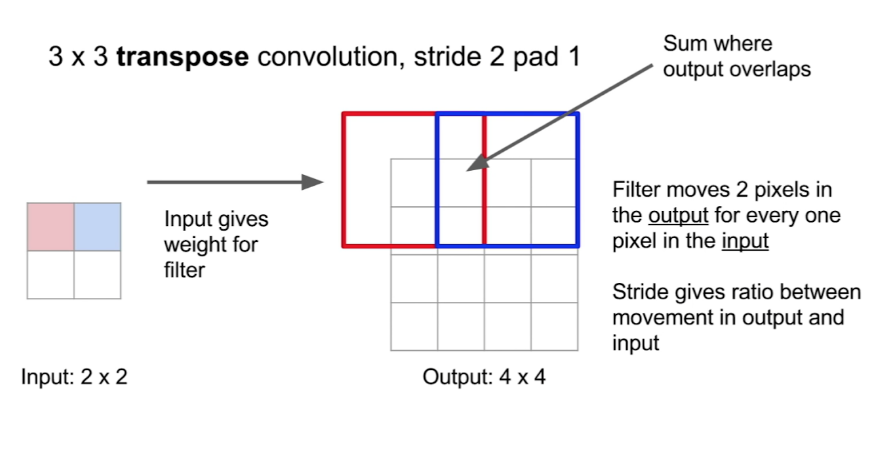 3 x 3 transpose convolution, stride 2 pad 1
Sum where
output overlaps
Input gives
weight for
filter
Filter moves 2 pixels in
the output for every one
pixel in the input
Stride gives ratio between
movement in output and
input
Input: 2 x 2
Output: 4 x 4